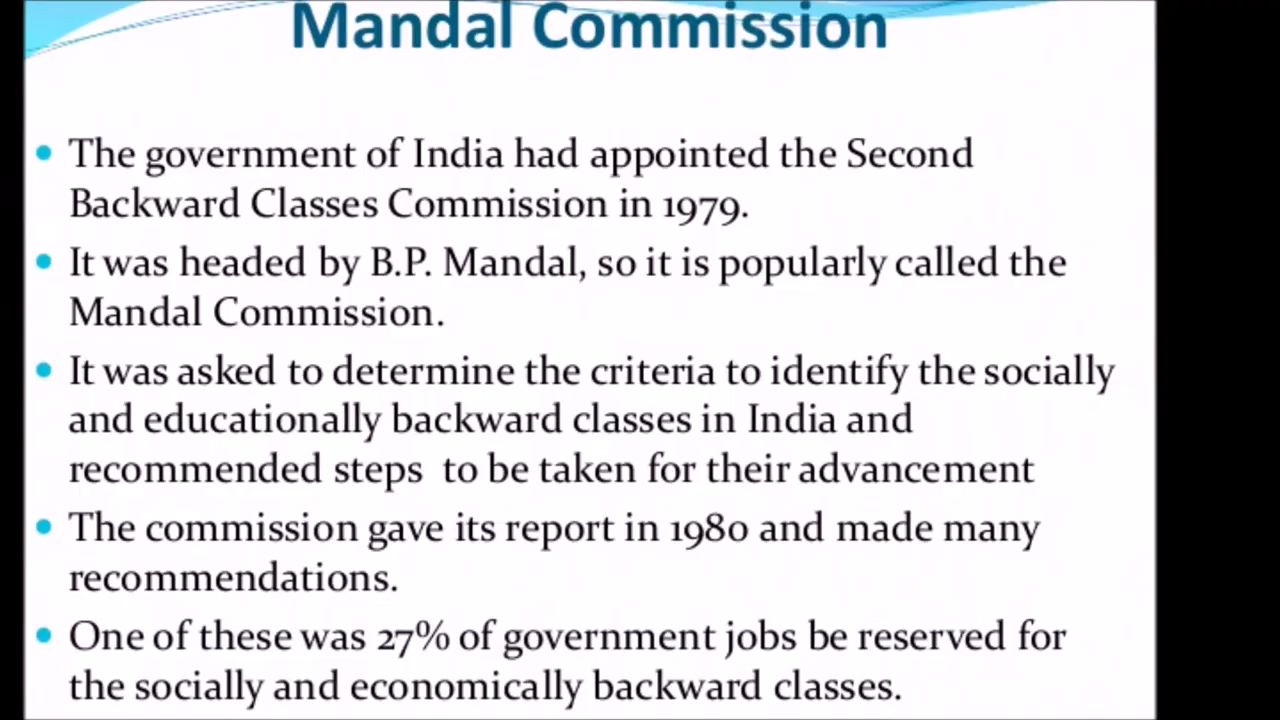 Mandal Commission
• The government of India had appointed the Second
Backward Classes Commission in 1979.
• It was headed by B.P. Mandal, so it is popularly called the
Mandal Commission.
• It was asked to determine the criteria to identify the socially
and educationally backward classes in India and
recommended steps  to be taken for their advancement
• The commission gave its report in 1980 and made many
recommendations.
• One of these was 27% of government jobs be reserved for
the socially and economically backward classes.